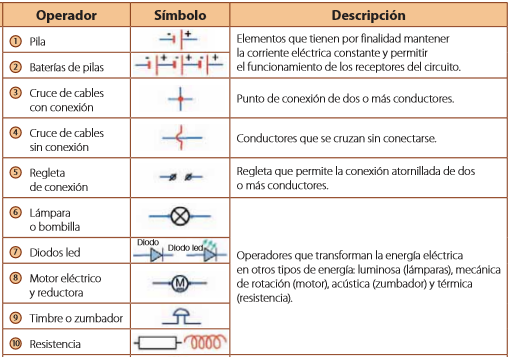 Operador Símbolo Descripción
1 Pila
- + 
Elementos que tienen por finalidad mantener
la corriente eléctrica constante y permitir
el funcionamiento de los receptores del circuito.
2 Baterías de pilas
- + - + - +
3 Cruce de cables
con conexión
Punto de conexión de dos o más conductores.
4 Cruce de cables
sin conexión
Conductores que se cruzan sin conectarse.
5 Regleta
de conexión
Regleta que permite la conexión atornillada de dos
o más conductores.
6 Lámpara
o bombilla
7 Diodos led
Diodo Diodo led
8 Motor eléctrico
y reductora
M
9 Timbre o zumbador
10 Resistencia
Operadores que transforman la energía eléctrica
en otros tipos de energía: luminosa (lámparas), mecánica
de rotación (motor), acústica (zumbador) y térmica
(resistencia).